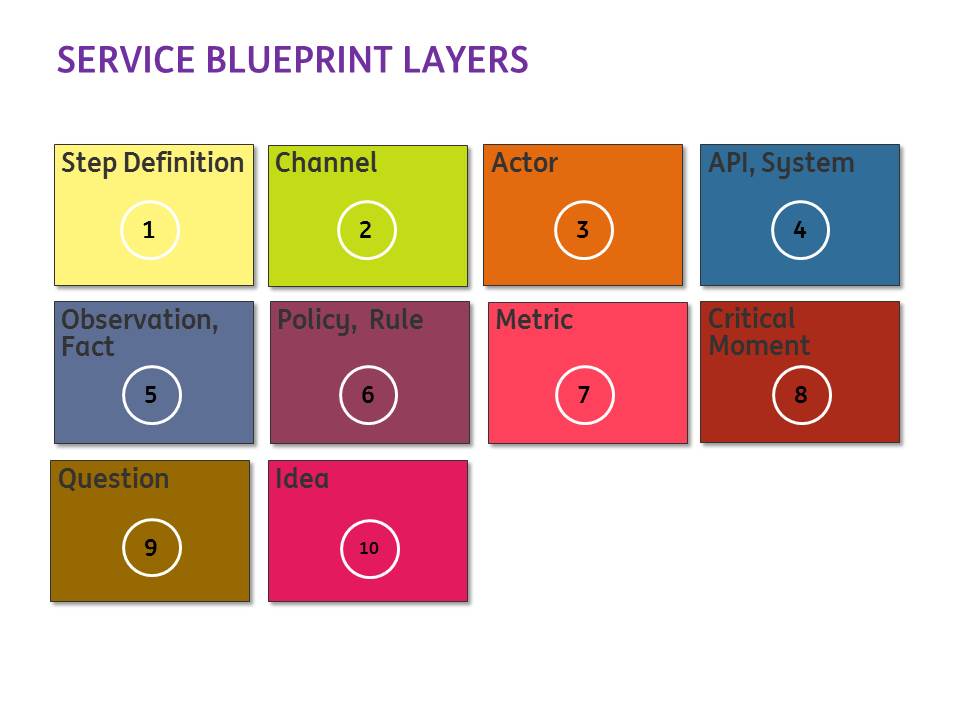 SERVICE BLUEPRINT LAYERS
Step Definition
1
Channel
2
Actor
3
API, System
4
Observation,
Fact
5
Policy, Rule
6
Metric
7
Critical
Moment
8
Question
9
Idea
10